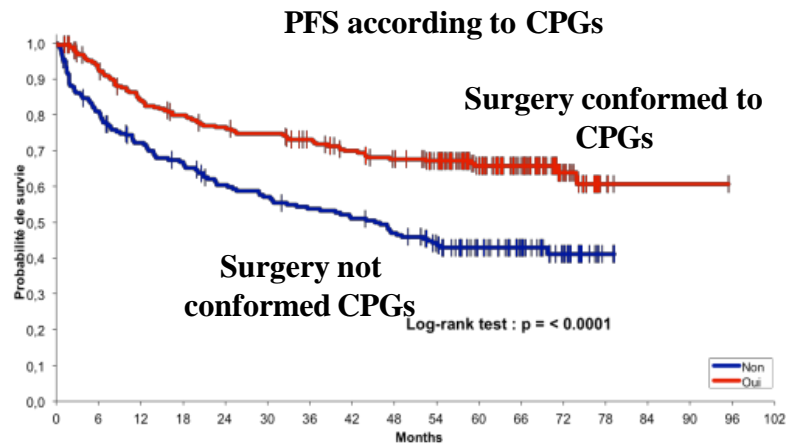 PFS according to CPGs
Surgery conformed to
CPGs
Surgery not
conformed CPGs
Log-rank test : p = < 0.0001
Probabilité de survie
1,0
0,9
0,8
0,7
0,6
0,5
0,4
0,3
0,2
0,1
0,0
0 6 12 18 24 30 36 42 48 54 60 66 72 78 84 90 96 102
Months
Non
Oui